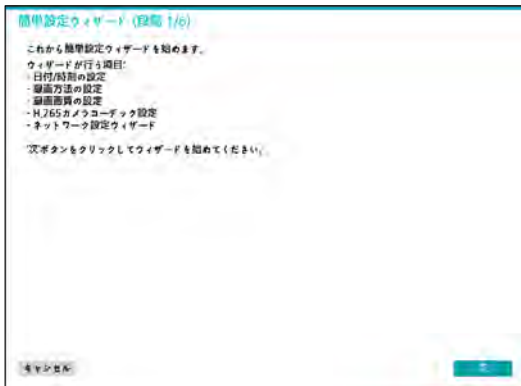 簡単設定ウィザード (段階 1/6)
これから簡単設定ウィザードを始めます。
ウィザードが行う項目:
- 日付/時刻の設定
- 録画方法の設定
- 録画画質の設定
- H.265カメラコーデック設定
- ネットワーク設定ウィザード
'次'ボタンをクリックしてウィザードを始めてください。
キャンセル
次